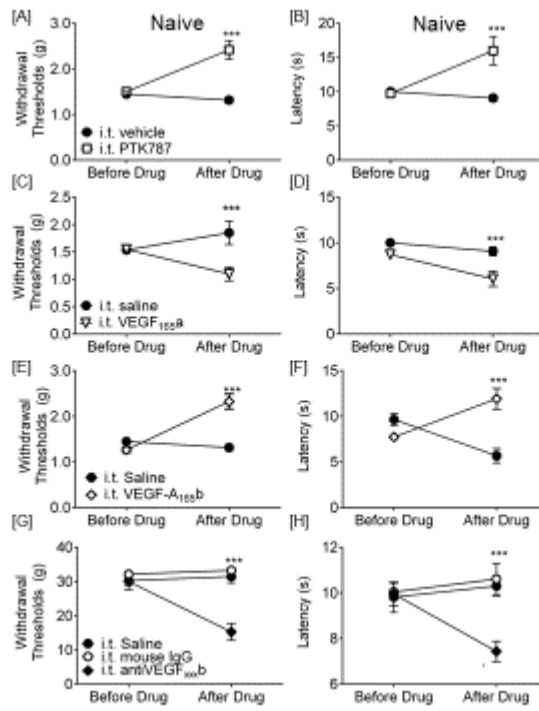 [A]
Naive
Withdrawal
Thresholds (g)
3.0
2.0
1.0
0.0
***
i.t. vehicle
i.t. PTK787
Before Drug After Drug
[B]
Naive
Latency (s)
20
15
10
5
0
***
Before Drug After Drug
[C]
Withdrawal
Thresholds (g)
2.5
2.0
1.5
1.0
0.5
0.0
***
i.t. saline
i.t. VEGF₁₆₅a
Before Drug After Drug
[D]
Latency (s)
15
10
5
0
***
Before Drug After Drug
[E]
Withdrawal
Thresholds (g)
3.0
2.0
1.0
0.0
***
i.t. Saline
i.t. VEGF-A₁₆₅b
Before Drug After Drug
[F]
Latency (s)
15
10
5
0
***
Before Drug After Drug
[G]
Withdrawal
Thresholds (g)
40
30
20
10
0
***
i.t. Saline
i.t. mouse IgG
i.t. antiVEGFₓₓₓb
Before Drug After Drug
[H]
Latency (s)
12
10
8
6
***
Before Drug After Drug